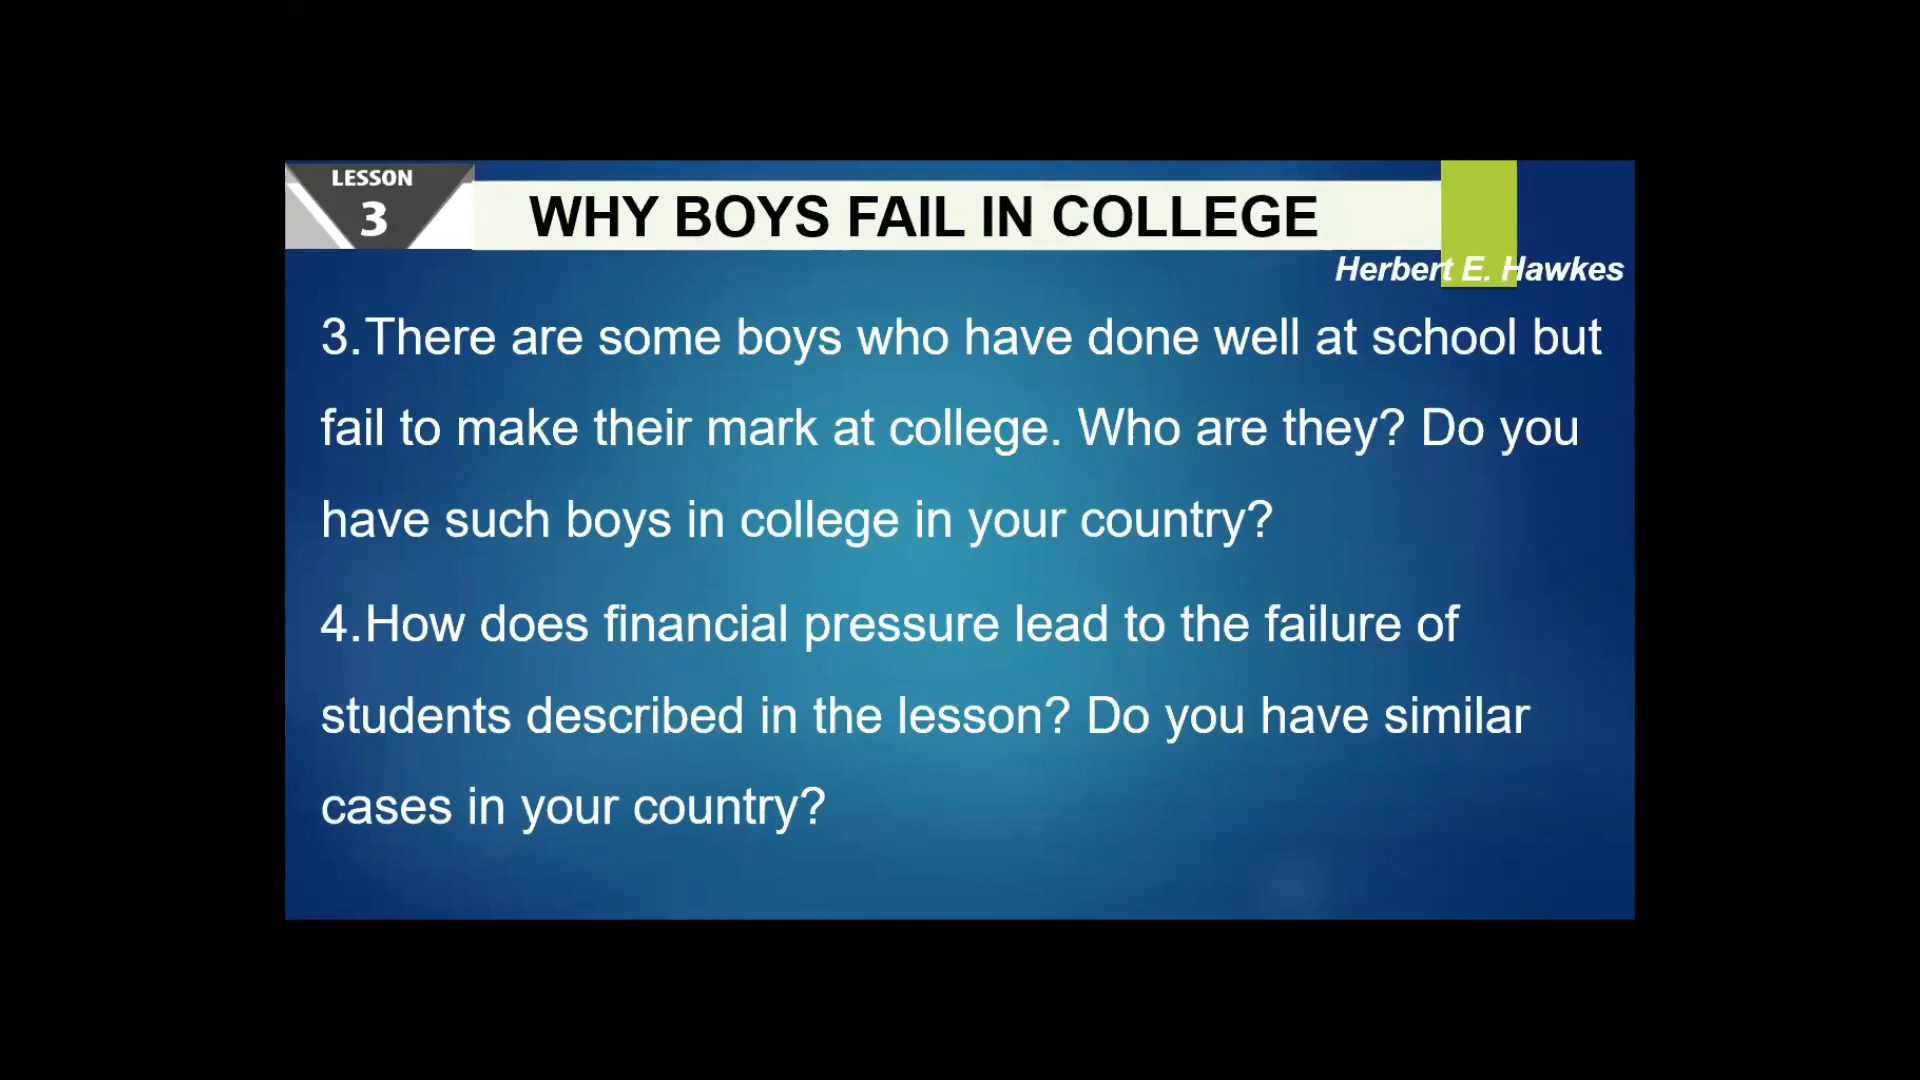 LESSON
3
WHY BOYS FAIL IN COLLEGE
Herbert E. Hawkes
3.There are some boys who have done well at school but
fail to make their mark at college. Who are they? Do you
have such boys in college in your country?
4.How does financial pressure lead to the failure of
students described in the lesson? Do you have similar
cases in your country?